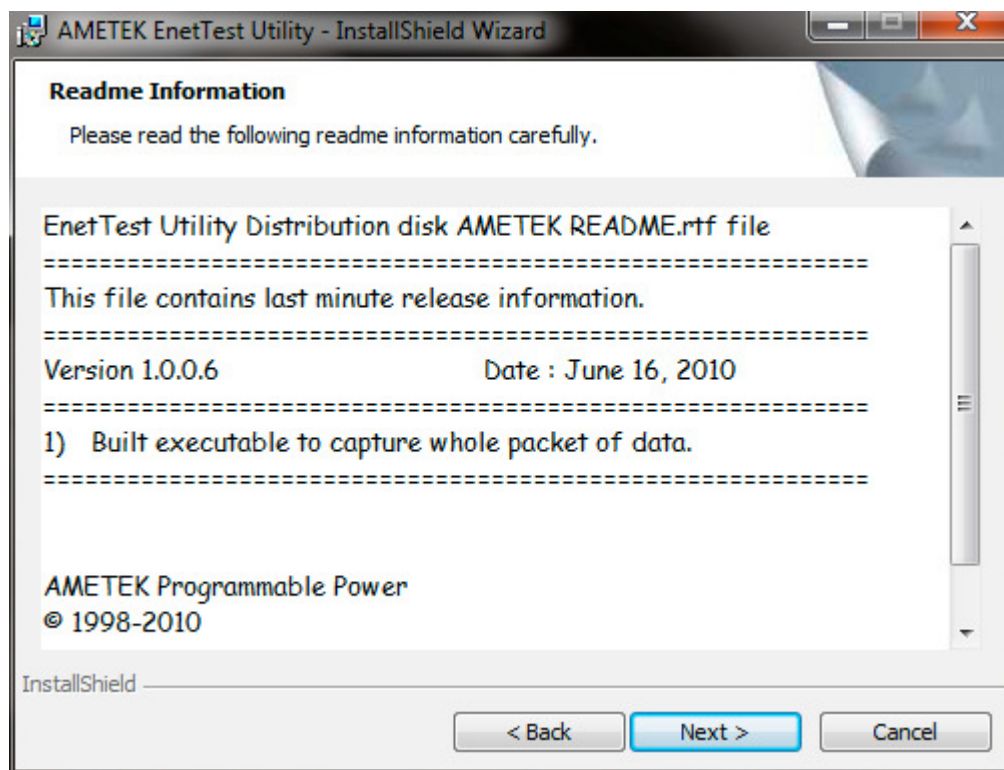 AMETEK EnetTest Utility - InstallShield Wizard
Readme Information
Please read the following readme information carefully.
EnetTest Utility Distribution disk AMETEK README.rtf file
===========================================================
This file contains last minute release information.
===========================================================
Version 1.0.0.6 Date : June 16, 2010
===========================================================
1) Built executable to capture whole packet of data.
===========================================================
AMETEK Programmable Power
© 1998-2010
InstallShield
< Back Next > Cancel